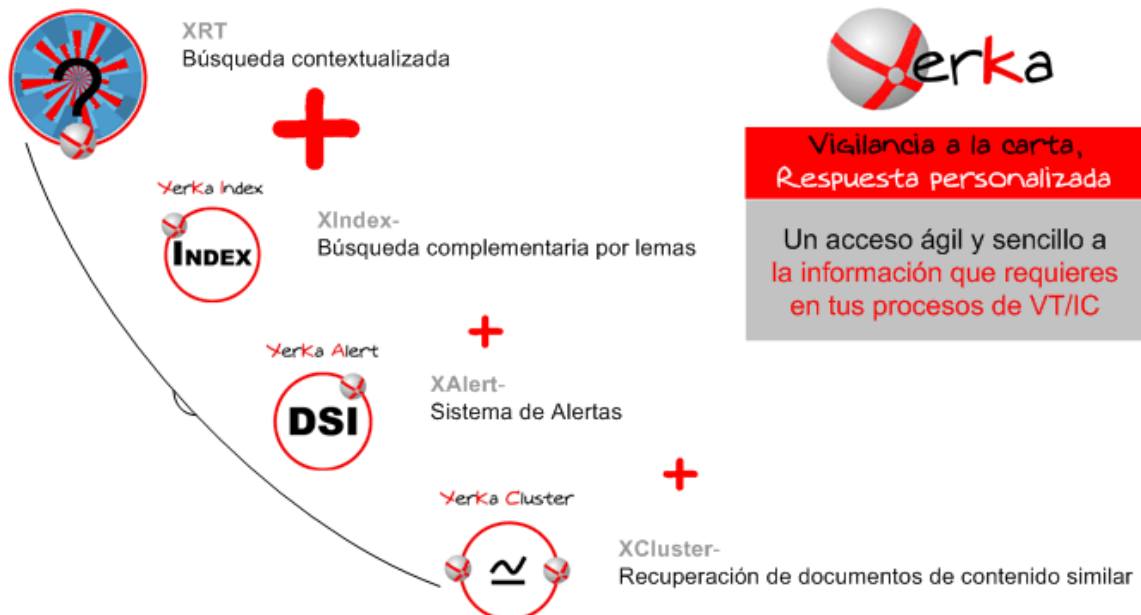 XRT
Búsqueda contextualizada
Yerka
Vigilancia a la carta,
Respuesta personalizada
Un acceso ágil y sencillo a
la información que requieres
en tus procesos de VT/IC
Yerka Index
INDEX
XIndex-
Búsqueda complementaria por lemas
Yerka Alert
DSI
XAlert-
Sistema de Alertas
Yerka Cluster
XCluster-
Recuperación de documentos de contenido similar